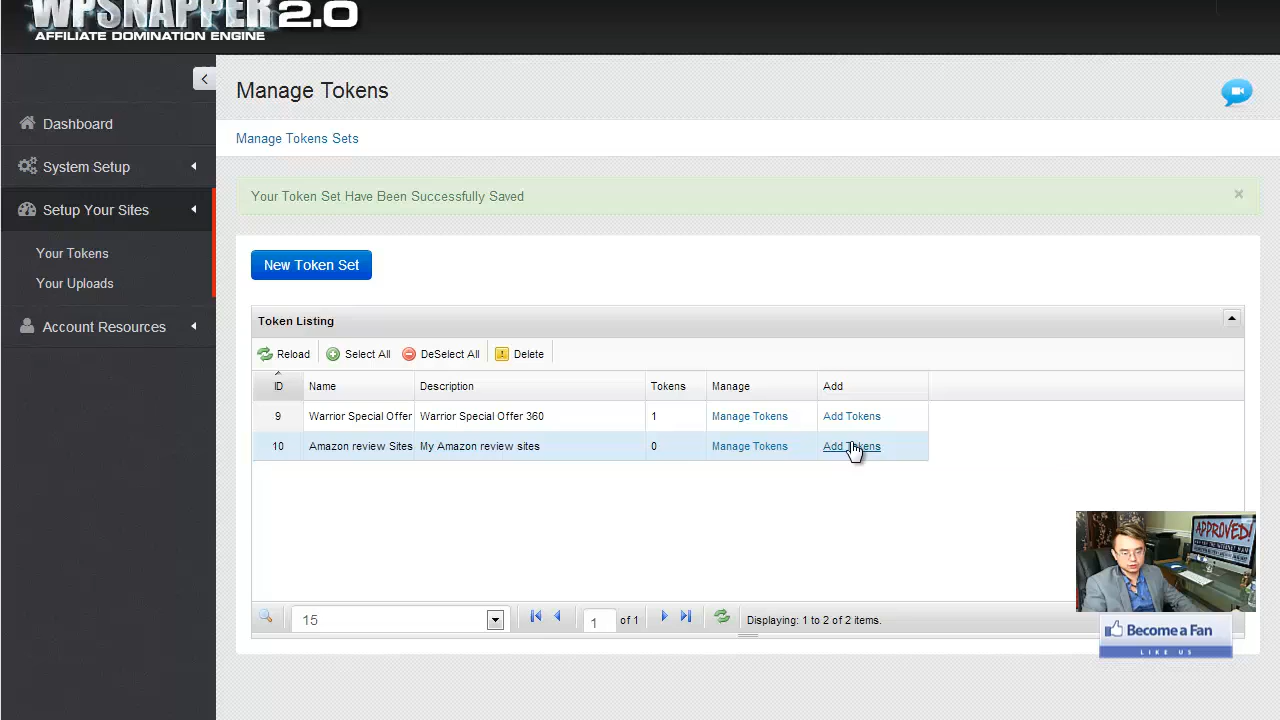 WPSNAPPER 2.0
AFFILIATE DOMINATION ENGINE
Manage Tokens
Dashboard
Manage Tokens Sets
System Setup
Your Token Set Have Been Successfully Saved
Setup Your Sites
Your Tokens
New Token Set
Your Uploads
Account Resources
Token Listing
Reload Select All DeSelect All Delete
ID Name Description Tokens Manage Add
9 Warrior Special Offer Warrior Special Offer 360 1 Manage Tokens Add Tokens
10 Amazon review Sites My Amazon review sites 0 Manage Tokens Add Tokens
APPROVED!
15 1 of 1 Displaying: 1 to 2 of 2 items.
Become a Fan
LIKE US